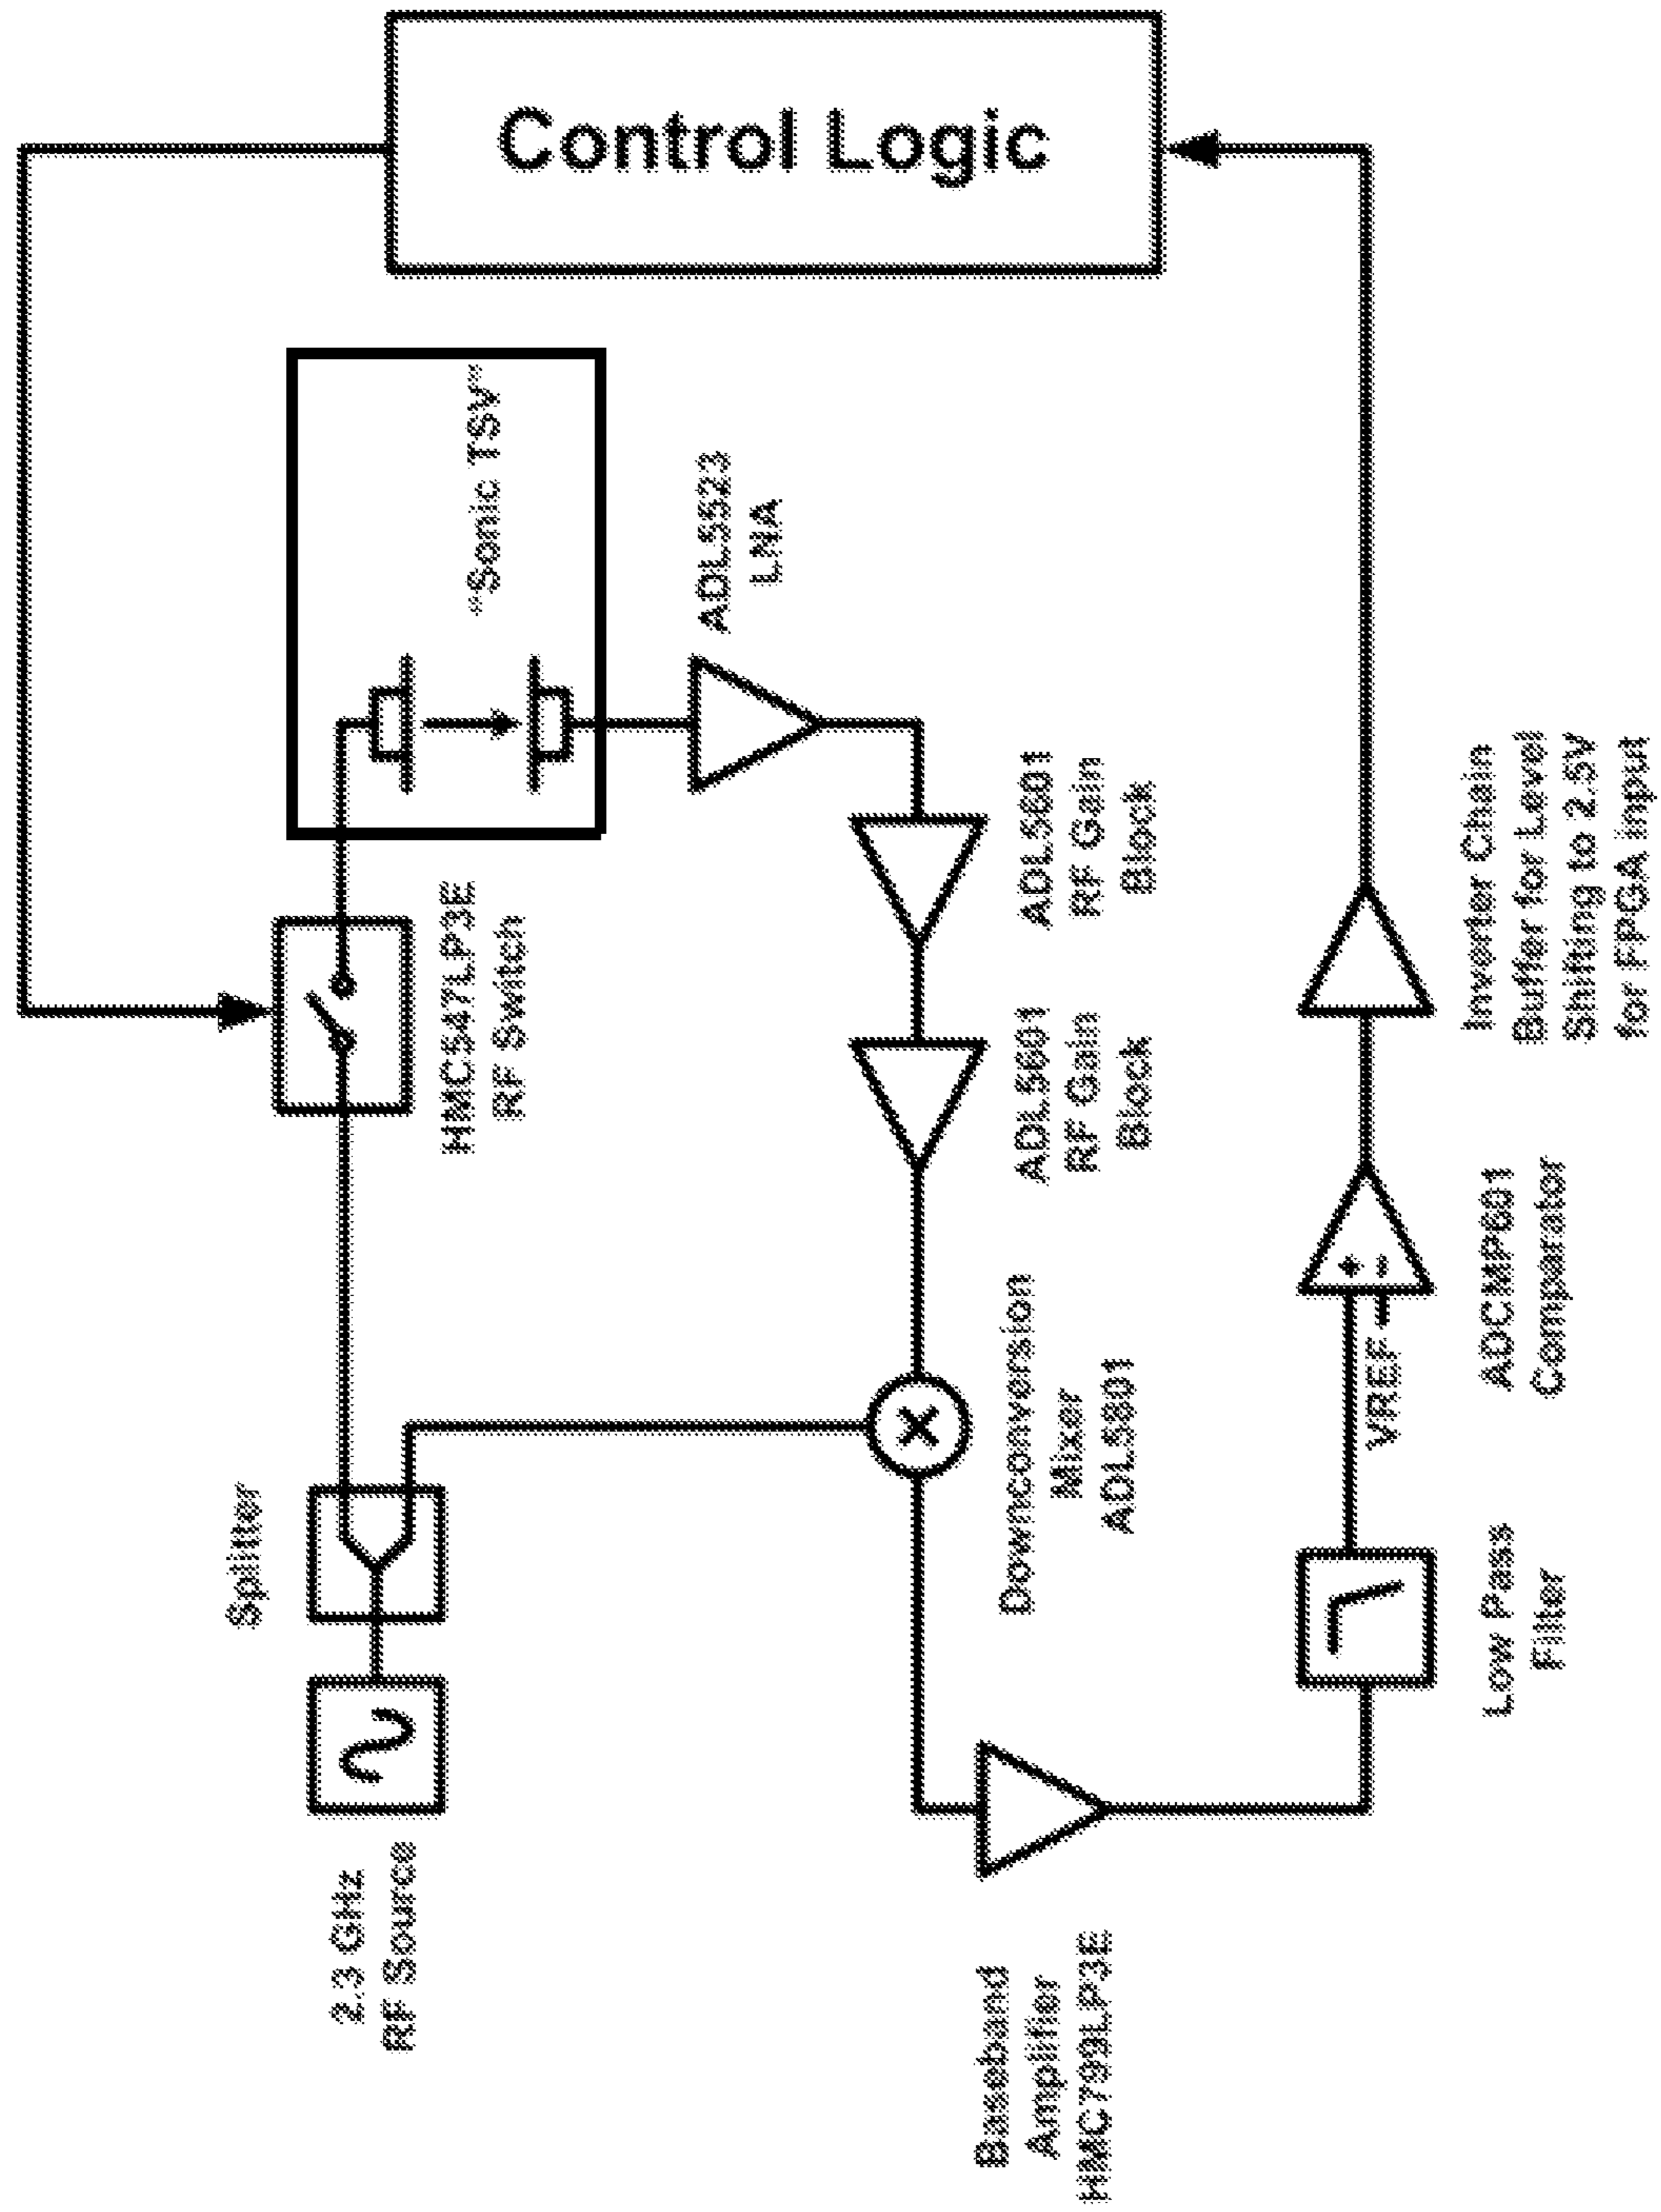 Control Logic
"Sonic TSV"
ADL5523
LNA
HMC547LP3E
RF Switch
ADL5601
RF Gain
Block
ADL5601
RF Gain
Block
Splitter
2.3 GHz
RF Source
Downconversion
Mixer
ADL5801
Baseband
Amplifier
HMC799LP3E
Low Pass
Filter
VREF
+
-
ADCMP601
Comparator
Inverter Chain
Buffer for Level
Shifting to 2.5V
for FPGA input